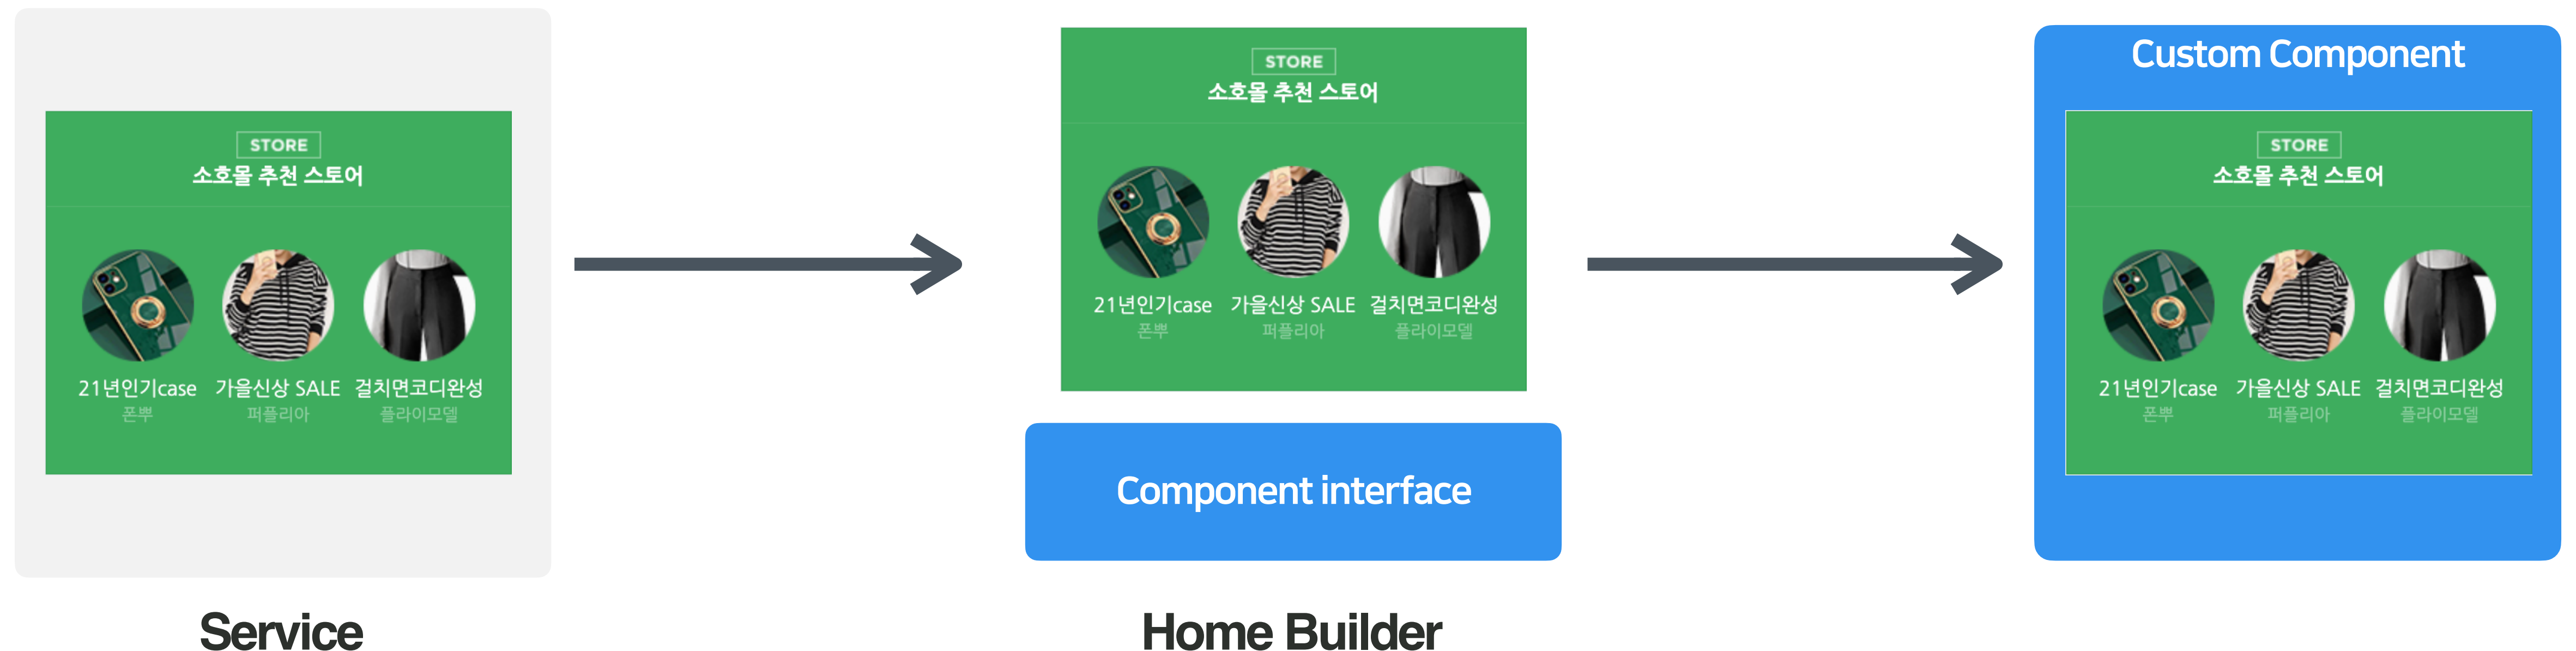 STORE
소호몰 추천 스토어
21년인기case 가을신상 SALE 걸치면코디완성
폰뿌 퍼플리아 플라이모델
Service
STORE
소호몰 추천 스토어
21년인기case 가을신상 SALE 걸치면코디완성
폰뿌 퍼플리아 플라이모델
Component interface
Home Builder
Custom Component
STORE
소호몰 추천 스토어
21년인기case 가을신상 SALE 걸치면코디완성
폰뿌 퍼플리아 플라이모델